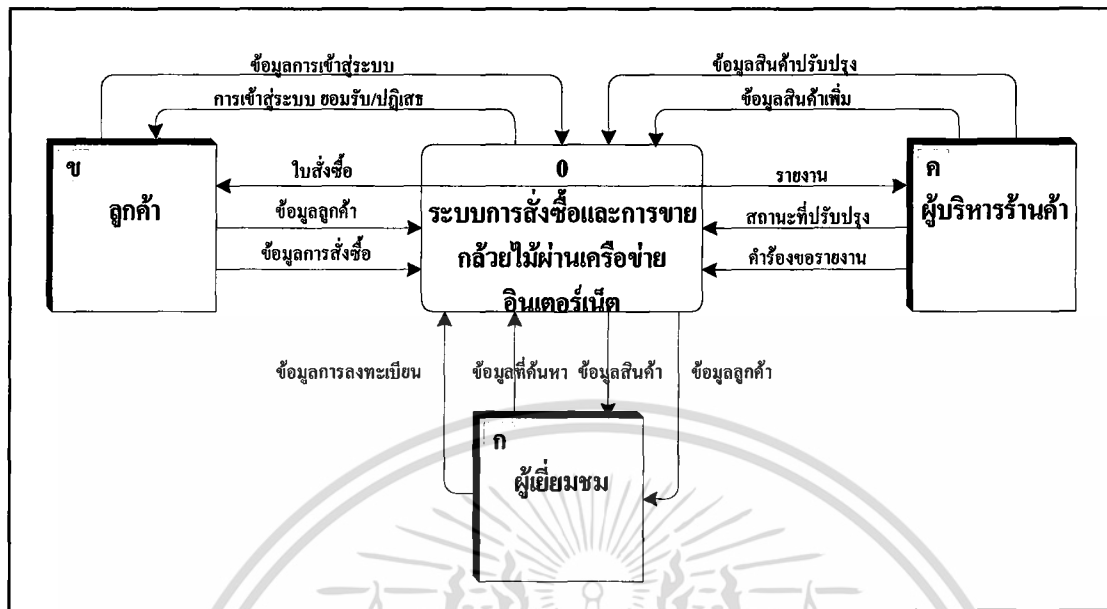 ข้อมูลการเข้าสู่ระบบ
การเข้าสู่ระบบ ยอมรับ/ปฏิเสธ
ข้อมูลสินค้าปรับปรุง
ข้อมูลสินค้าเพิ่ม
ข
ลูกค้า
ใบสั่งซื้อ
ข้อมูลลูกค้า
ข้อมูลการสั่งซื้อ
0
ระบบการสั่งซื้อและการขาย
กล้วยไม้ผ่านเครือข่าย
อินเตอร์เน็ต
รายงาน
สถานะที่ปรับปรุง
คำร้องขอรายงาน
ค
ผู้บริหารร้านค้า
ข้อมูลการลงทะเบียน
ข้อมูลที่ค้นหา
ข้อมูลสินค้า
ข้อมูลลูกค้า
ก
ผู้เยี่ยมชม